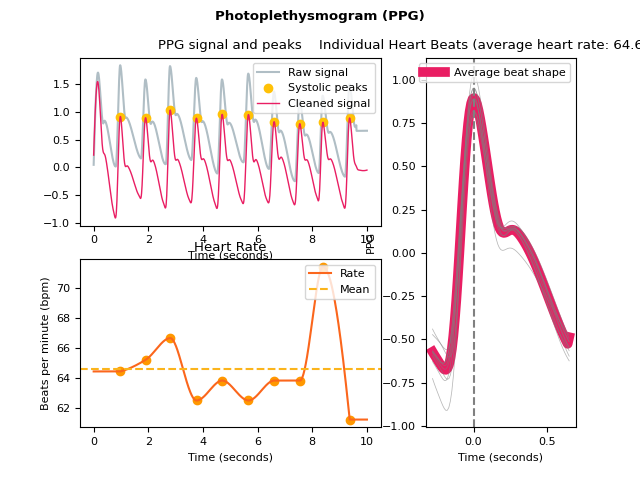 Photoplethysmogram (PPG)
PPG signal and peaks
Individual Heart Beats (average heart rate: 64.6
Raw signal
Systolic peaks
Cleaned signal
1.5
1.0
0.5
0.0
−0.5
−1.0
0 2 4 6 8 10
Time (seconds)
Heart Rate
Rate
Mean
Beats per minute (bpm)
70
68
66
64
62
0 2 4 6 8 10
Time (seconds)
Average beat shape
PPG
1.00
0.75
0.50
0.25
0.00
−0.25
−0.50
−0.75
−1.00
0.0 0.5
Time (seconds)